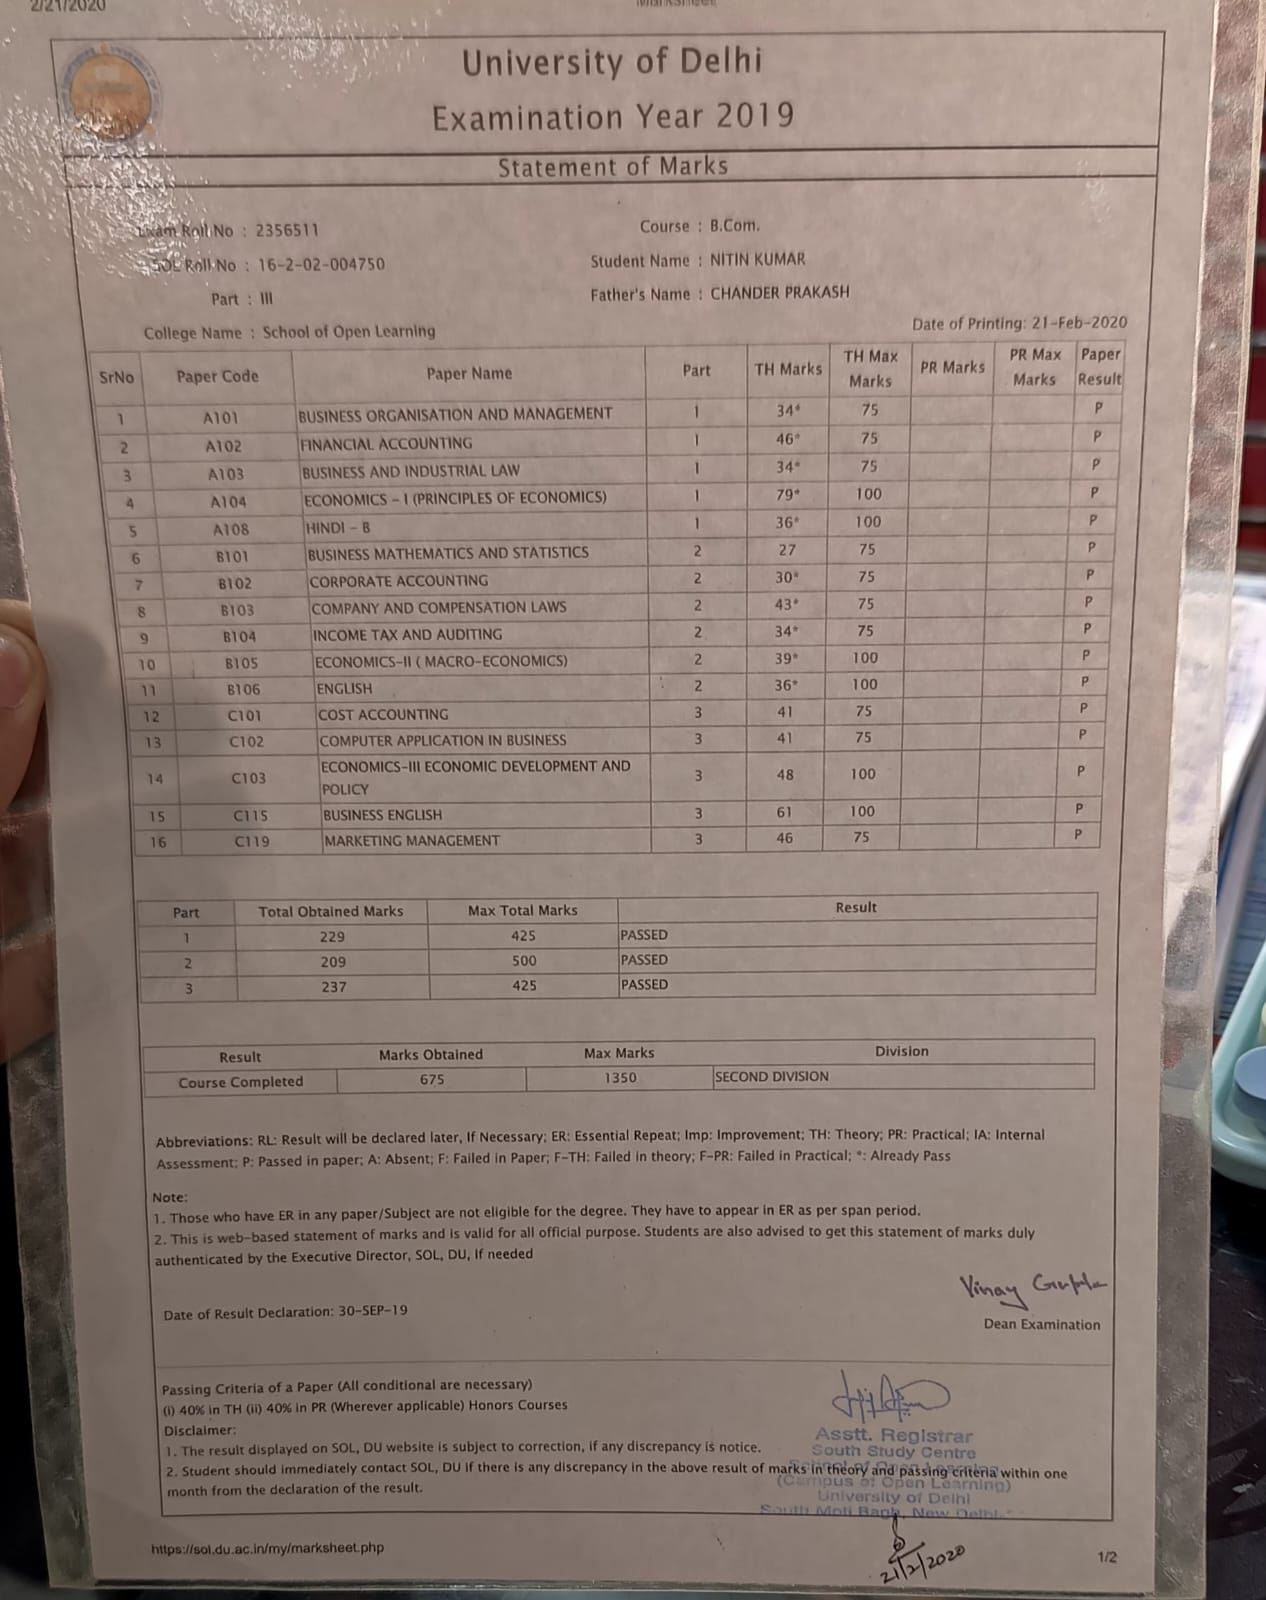 2/21/2020
Marksheet
University of Delhi
Examination Year 2019
Statement of Marks
Exam Roll No : 2356511 Course : B.Com.
SOL Roll No : 16-2-02-004750 Student Name : NITIN KUMAR
Part : III Father's Name : CHANDER PRAKASH
College Name : School of Open Learning Date of Printing: 21-Feb-2020
SrNo Paper Code Paper Name Part TH Marks TH Max Marks PR Marks PR Max Marks Paper Result
1 A101 BUSINESS ORGANISATION AND MANAGEMENT 1 34* 75 P
2 A102 FINANCIAL ACCOUNTING 1 46* 75 P
3 A103 BUSINESS AND INDUSTRIAL LAW 1 34* 75 P
4 A104 ECONOMICS - I (PRINCIPLES OF ECONOMICS) 1 79* 100 P
5 A108 HINDI - B 1 36* 100 P
6 B101 BUSINESS MATHEMATICS AND STATISTICS 2 27 75 P
7 B102 CORPORATE ACCOUNTING 2 30* 75 P
8 B103 COMPANY AND COMPENSATION LAWS 2 43* 75 P
9 B104 INCOME TAX AND AUDITING 2 34* 75 P
10 B105 ECONOMICS-II ( MACRO-ECONOMICS) 2 39* 100 P
11 B106 ENGLISH 2 36* 100 P
12 C101 COST ACCOUNTING 3 41 75 P
13 C102 COMPUTER APPLICATION IN BUSINESS 3 41 75 P
14 C103 ECONOMICS-III ECONOMIC DEVELOPMENT AND POLICY 3 48 100 P
15 C115 BUSINESS ENGLISH 3 61 100 P
16 C119 MARKETING MANAGEMENT 3 46 75 P
Part Total Obtained Marks Max Total Marks Result
1 229 425 PASSED
2 209 500 PASSED
3 237 425 PASSED
Result Marks Obtained Max Marks Division
Course Completed 675 1350 SECOND DIVISION
Abbreviations: RL: Result will be declared later, If Necessary; ER: Essential Repeat; Imp: Improvement; TH: Theory; PR: Practical; IA: Internal
Assessment; P: Passed in paper; A: Absent; F: Failed in Paper; F-TH: Failed in theory; F-PR: Failed in Practical; *: Already Pass
Note:
1. Those who have ER in any paper/Subject are not eligible for the degree. They have to appear in ER as per span period.
2. This is web-based statement of marks and is valid for all official purpose. Students are also advised to get this statement of marks duly
authenticated by the Executive Director, SOL, DU, If needed
Vinay Gupta
Date of Result Declaration: 30-SEP-19
Dean Examination
Passing Criteria of a Paper (All conditional are necessary)
(i) 40% in TH (ii) 40% in PR (Wherever applicable) Honors Courses
Disclaimer:
1. The result displayed on SOL, DU website is subject to correction, if any discrepancy is notice.
2. Student should immediately contact SOL, DU if there is any discrepancy in the above result of marks in theory and passing criteria within one
month from the declaration of the result.
Asstt. Registrar
South Study Centre
School of Open Learning
(Campus of Open Learning)
University of Delhi
South Moti Bagh, New Delhi
21/2/2020
https://sol.du.ac.in/my/marksheet.php
1/2